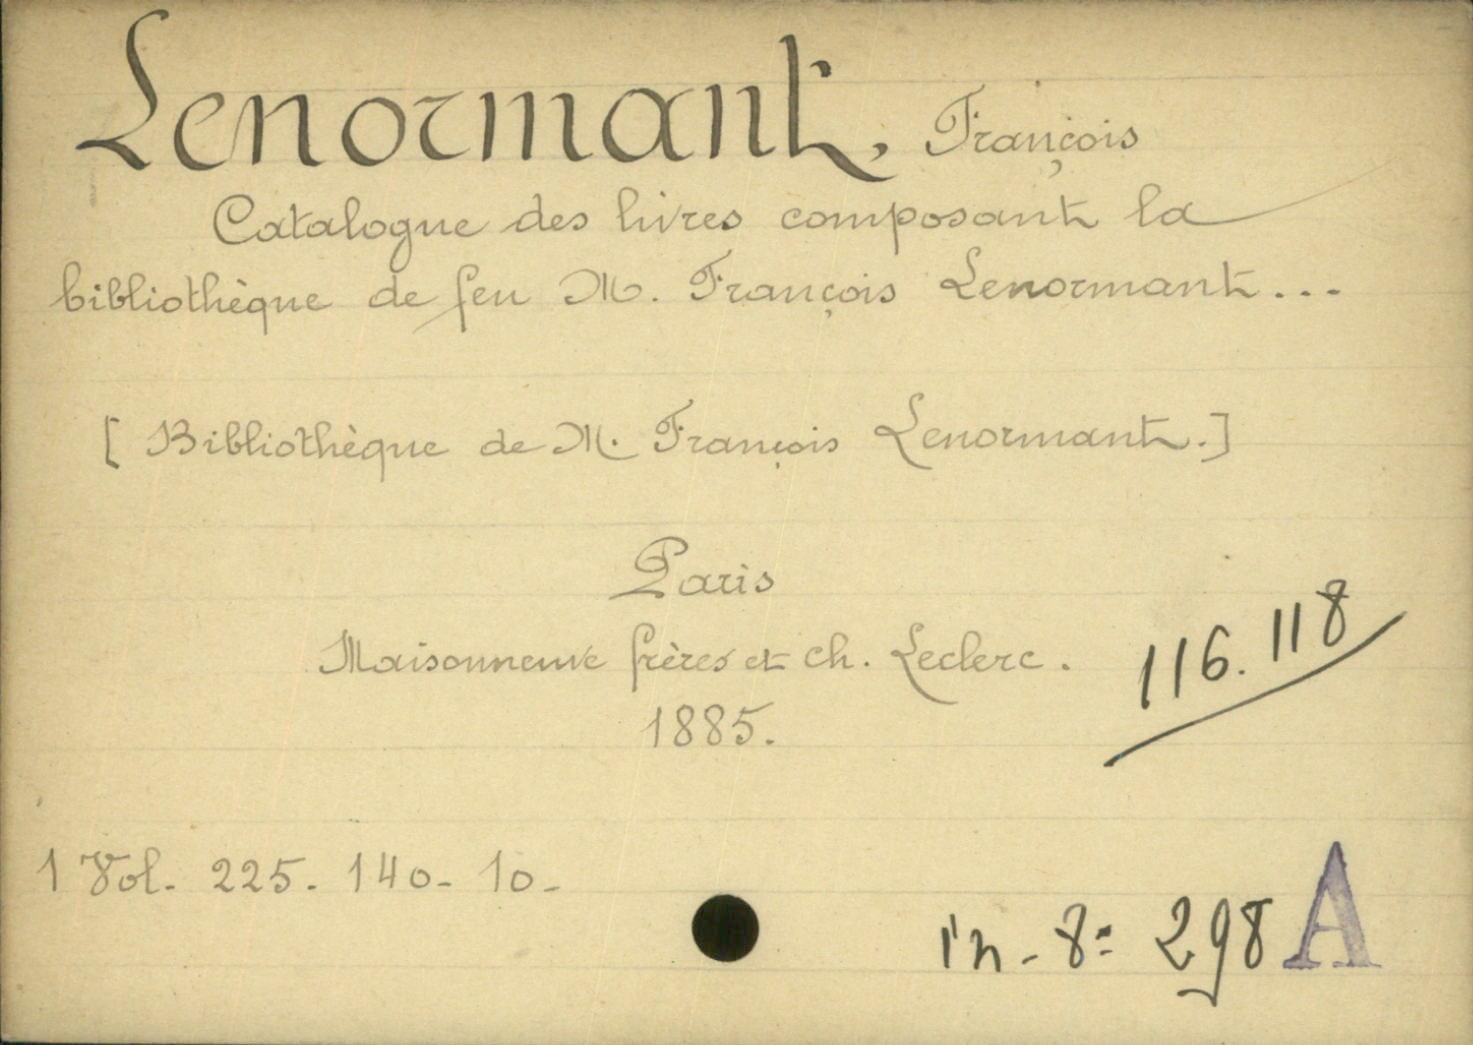 Lenormant, François
Catalogue des livres composant la
bibliothèque de feu M. François Lenormant...
[Bibliothèque de M. François Lenormant.]
Paris
Maisonneuve frères et ch. Leclerc.
1885.
116.118
1 Vol. 225. 140. 10.
in-8º 298 A